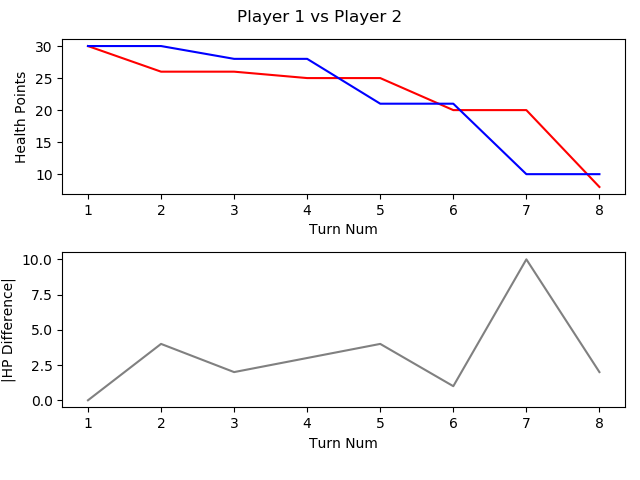 Player 1 vs Player 2
30
25
20
15
10
Health Points
1 2 3 4 5 6 7 8
Turn Num
10.0
7.5
5.0
2.5
0.0
|HP Difference|
1 2 3 4 5 6 7 8
Turn Num